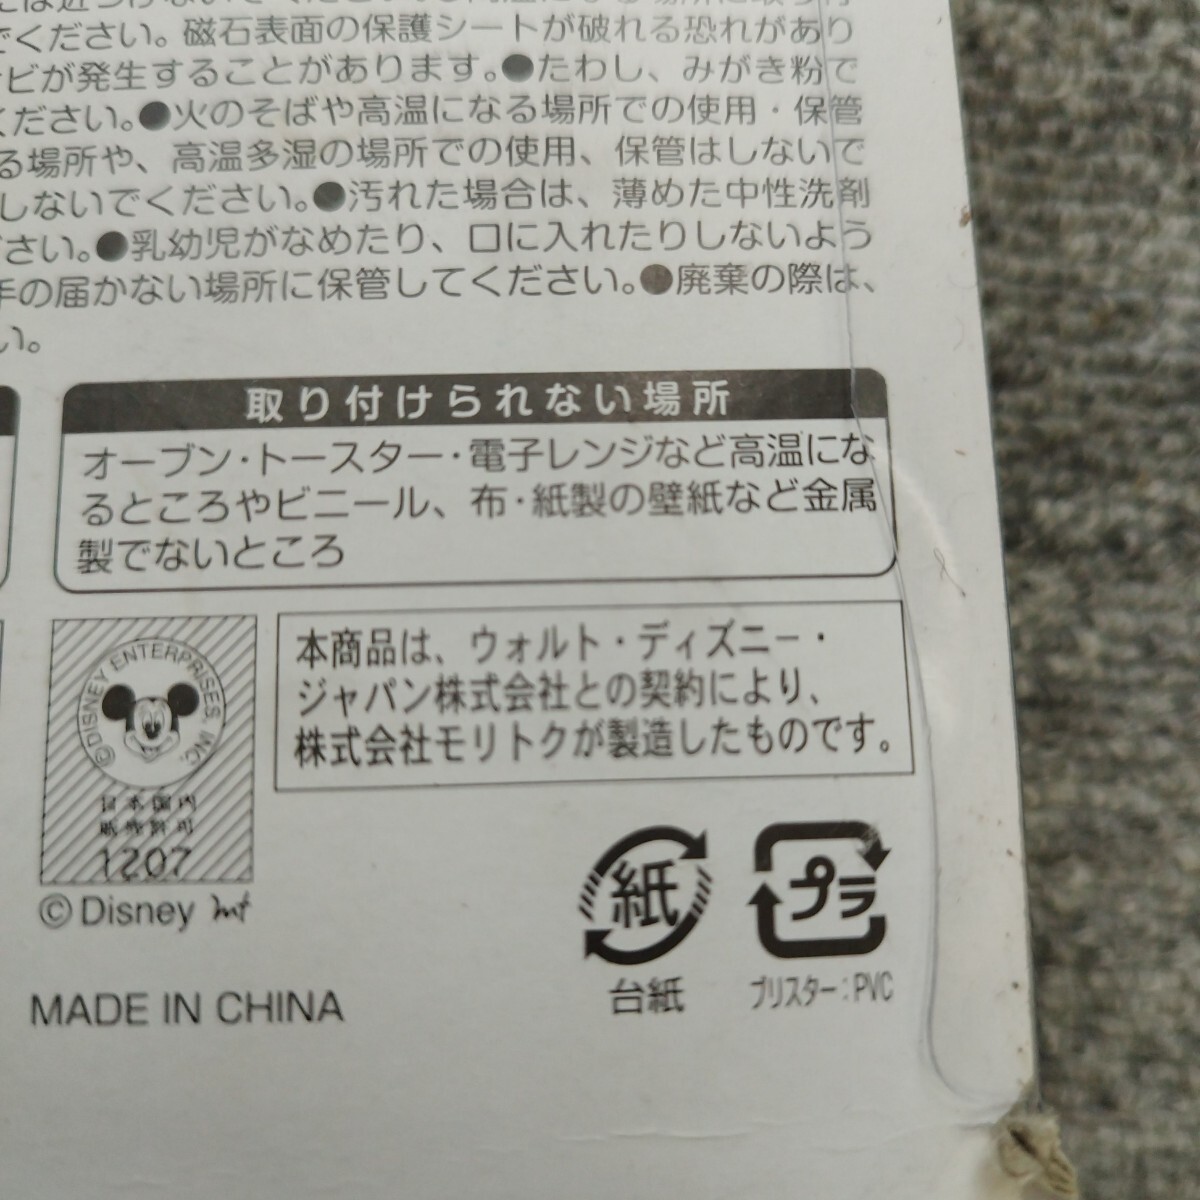 でください。磁石表面の保護シートが破れる恐れがあり
ビが発生することがあります。●たわし、みがき粉で
ください。●火のそばや高温になる場所での使用・保管
る場所や、高温多湿の場所での使用、保管はしないで
しないでください。●汚れた場合は、薄めた中性洗剤
ださい。●乳幼児がなめたり、口に入れたりしないよう
手の届かない場所に保管してください。●廃棄の際は、
い。
取り付けられない場所
オーブン・トースター・電子レンジなど高温にな
るところやビニール、布・紙製の壁紙など金属
製でないところ
©DISNEY ENTERPRISES, INC.
日本国内
販売許可
1207
©Disney mt
本商品は、ウォルト・ディズニー・
ジャパン株式会社との契約により、
株式会社モリトクが製造したものです。
紙
台紙
プラ
ブリスター：PVC
MADE IN CHINA